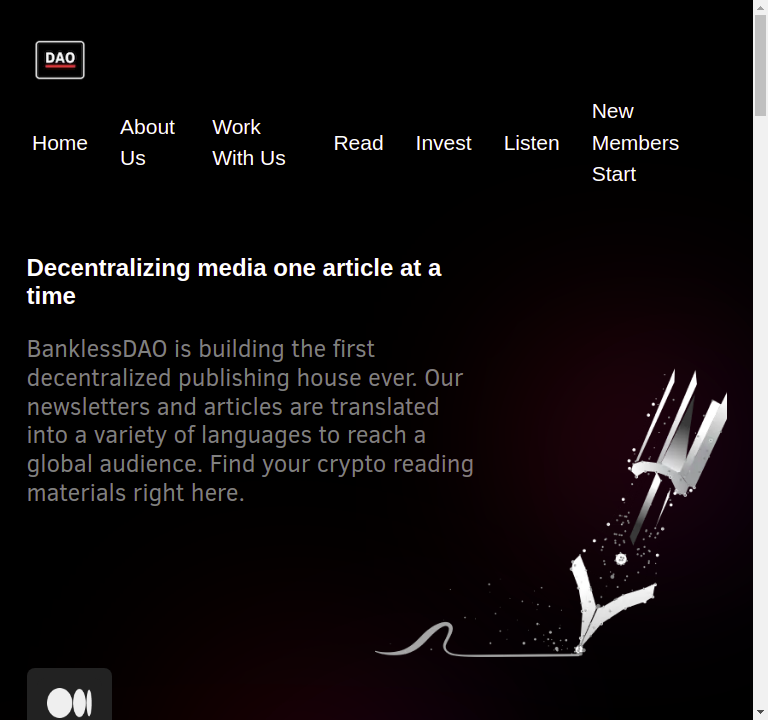 DAO
Home
About Us
Work With Us
Read
Invest
Listen
New Members Start
Decentralizing media one article at a
time
BanklessDAO is building the first
decentralized publishing house ever. Our
newsletters and articles are translated
into a variety of languages to reach a
global audience. Find your crypto reading
materials right here.